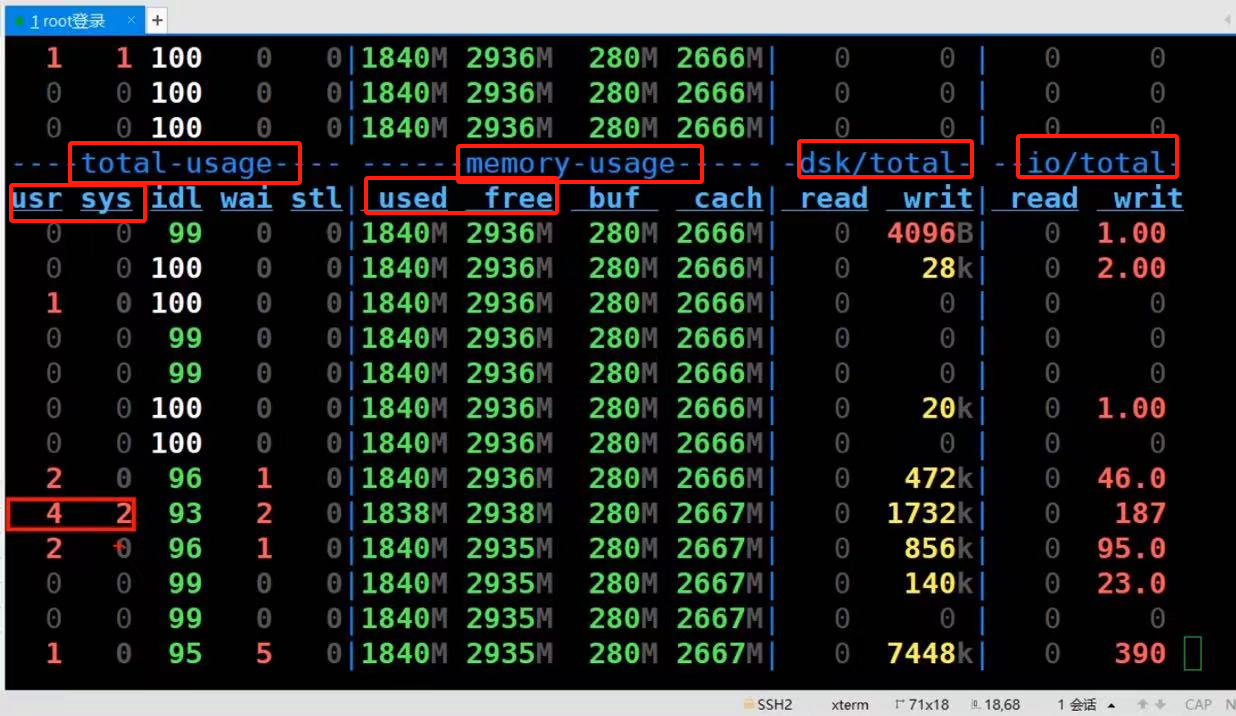 1 root登录 × +
1 1 100 0 0|1840M 2936M 280M 2666M| 0 0 | 0 0
0 0 100 0 0|1840M 2936M 280M 2666M| 0 0 | 0 0
0 0 100 0 0|1840M 2936M 280M 2666M| 0 0 | 0 0
----total-usage---- ------memory-usage----- -dsk/total- --io/total-
usr sys idl wai stl| used free buf cach| read writ| read writ
0 0 99 0 0|1840M 2936M 280M 2666M| 0 4096B| 0 1.00
0 0 100 0 0|1840M 2936M 280M 2666M| 0 28k| 0 2.00
1 0 100 0 0|1840M 2936M 280M 2666M| 0 0 | 0 0
0 0 99 0 0|1840M 2936M 280M 2666M| 0 0 | 0 0
0 0 99 0 0|1840M 2936M 280M 2666M| 0 0 | 0 0
0 0 100 0 0|1840M 2936M 280M 2666M| 0 20k| 0 1.00
0 0 100 0 0|1840M 2936M 280M 2666M| 0 0 | 0 0
2 0 96 1 0|1840M 2936M 280M 2666M| 0 472k| 0 46.0
4 2 93 2 0|1838M 2938M 280M 2667M| 0 1732k| 0 187
2 0 96 1 0|1840M 2935M 280M 2667M| 0 856k| 0 95.0
0 0 99 0 0|1840M 2935M 280M 2667M| 0 140k| 0 23.0
0 0 99 0 0|1840M 2935M 280M 2667M| 0 0 | 0 0
1 0 95 5 0|1840M 2935M 280M 2667M| 0 7448k| 0 390
SSH2 xterm 71x18 18,68 1 会话 CAP N